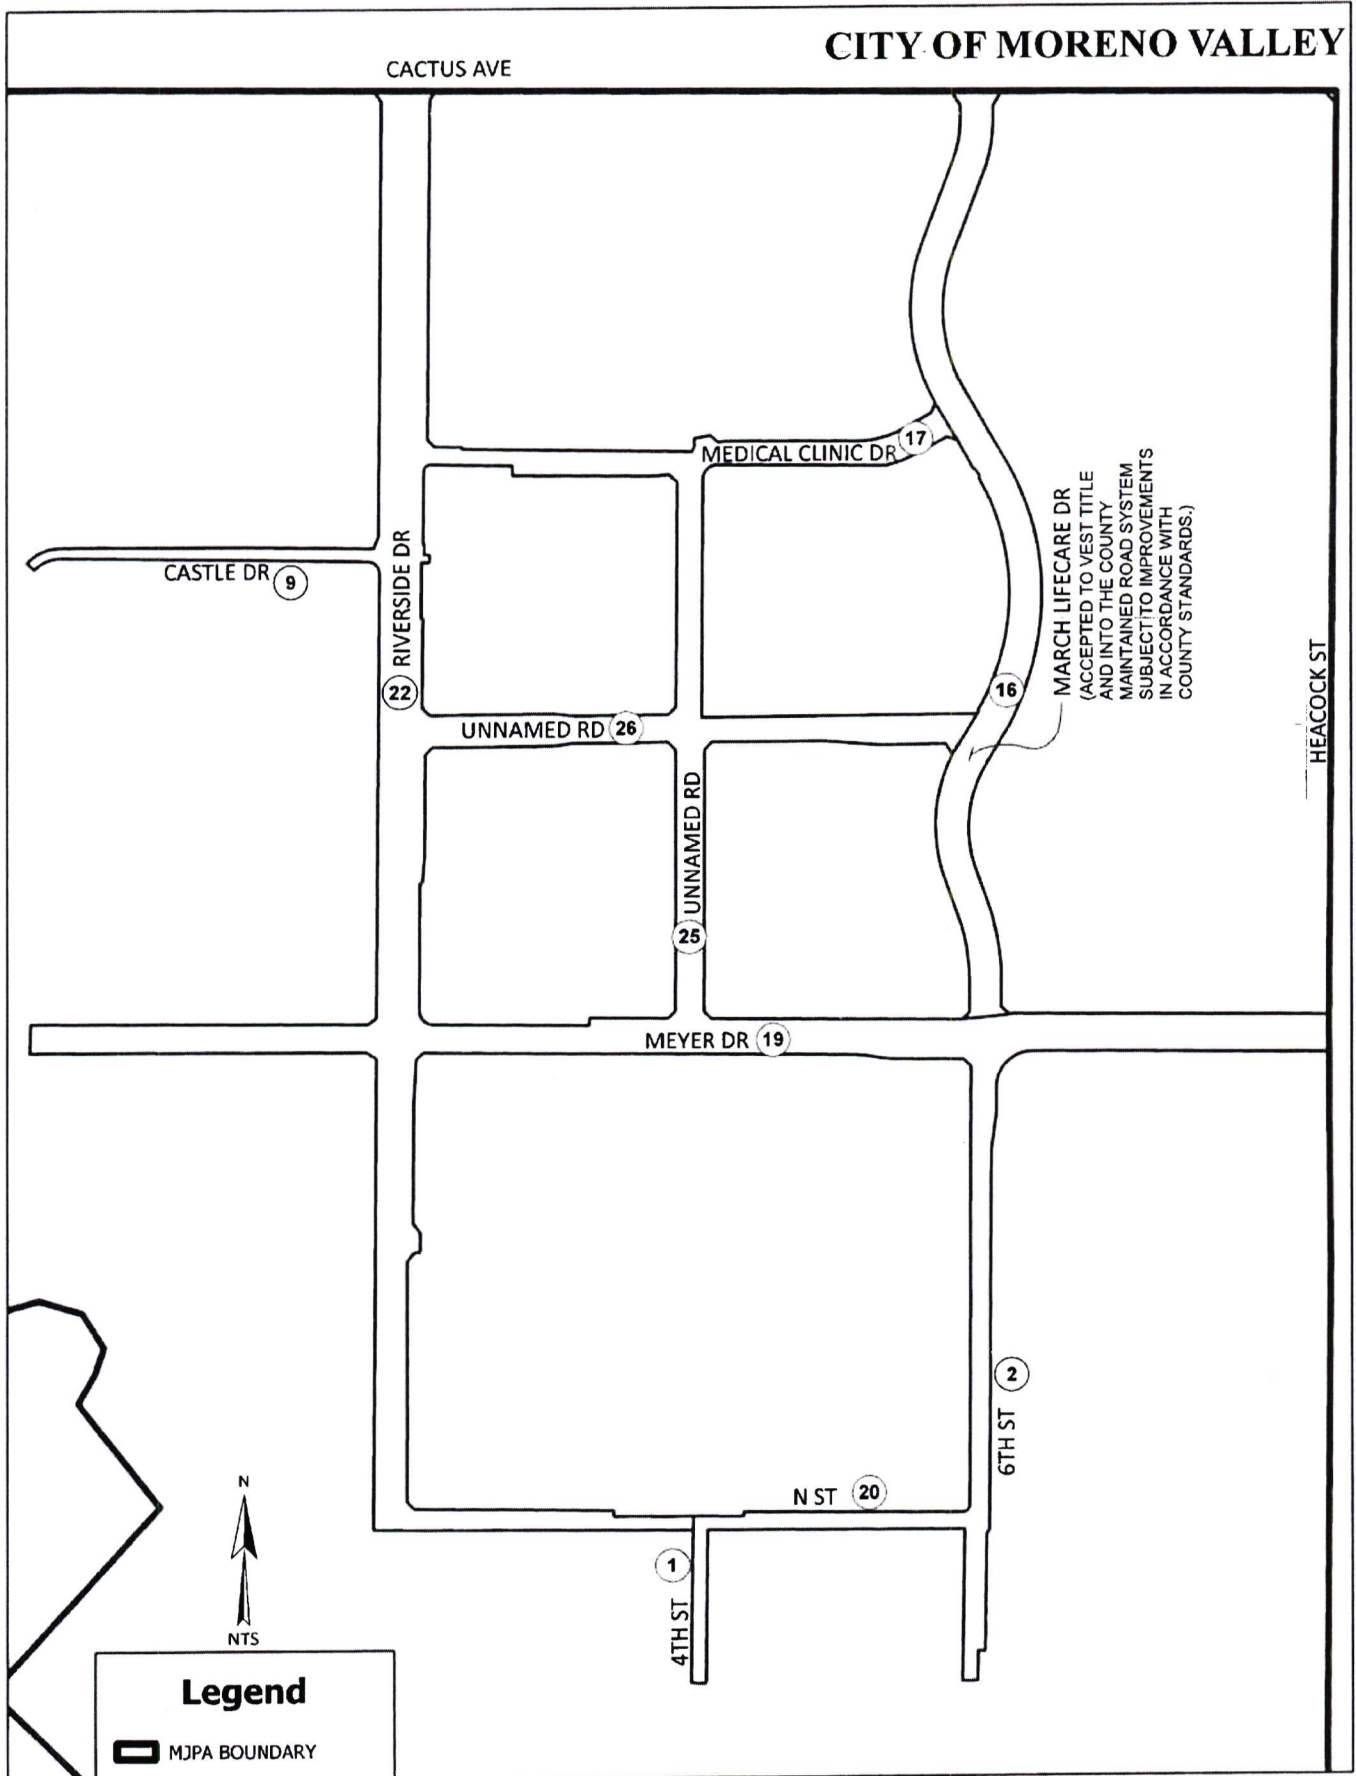 CITY OF MORENO VALLEY
CACTUS AVE
17
MEDICAL CLINIC DR
MARCH LIFECARE DR
(ACCEPTED TO VEST TITLE
AND INTO THE COUNTY
MAINTAINED ROAD SYSTEM
SUBJECT TO IMPROVEMENTS
IN ACCORDANCE WITH
COUNTY STANDARDS.)
RIVERSIDE DR
22
CASTLE DR 9
16
HEACOCK ST
UNNAMED RD 26
UNNAMED RD
25
MEYER DR 19
2
6TH ST
N ST 20
1
4TH ST
N
NTS
Legend
MJPA BOUNDARY